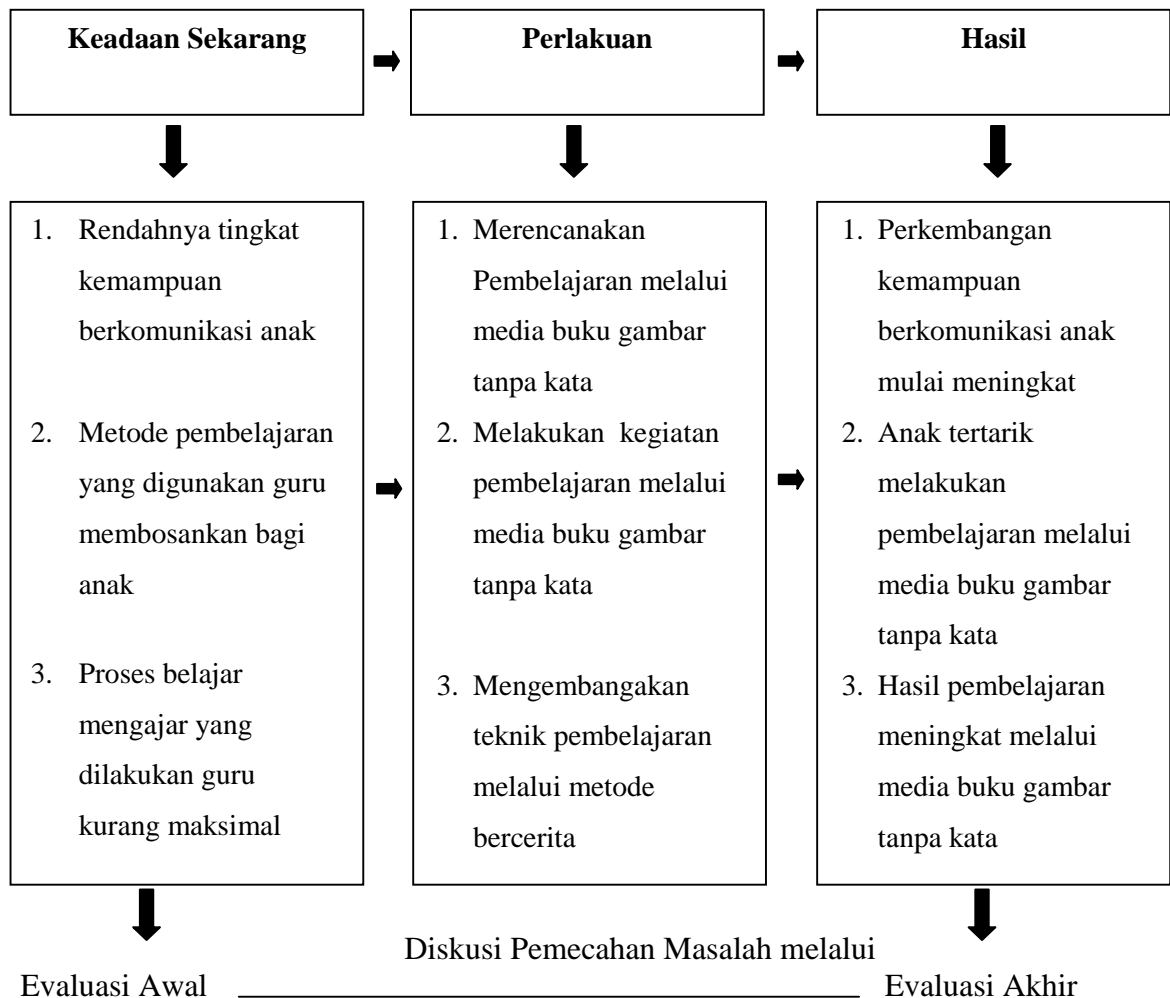 Keadaan Sekarang
Perlakuan
Hasil
1. Rendahnya tingkat
kemampuan
berkomunikasi anak
2. Metode pembelajaran
yang digunakan guru
membosankan bagi
anak
3. Proses belajar
mengajar yang
dilakukan guru
kurang maksimal
1. Merencanakan
Pembelajaran melalui
media buku gambar
tanpa kata
2. Melakukan kegiatan
pembelajaran melalui
media buku gambar
tanpa kata
3. Mengembangakan
teknik pembelajaran
melalui metode
bercerita
1. Perkembangan
kemampuan
berkomunikasi anak
mulai meningkat
2. Anak tertarik
melakukan
pembelajaran melalui
media buku gambar
tanpa kata
3. Hasil pembelajaran
meningkat melalui
media buku gambar
tanpa kata
Diskusi Pemecahan Masalah melalui
Evaluasi Awal
Evaluasi Akhir